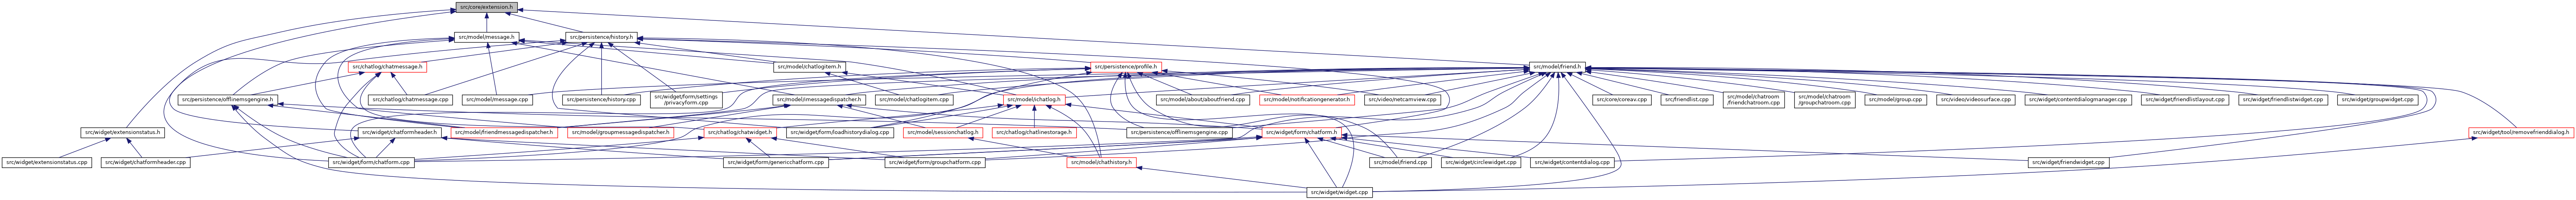 src/core/extension.h
src/model/message.h
src/persistence/history.h
src/chatlog/chatmessage.h
src/model/chatlogitem.h
src/persistence/profile.h
src/model/friend.h
src/persistence/offlinemsgengine.h
src/chatlog/chatmessage.cpp
src/model/message.cpp
src/persistence/history.cpp
src/widget/form/settings
/privacyform.cpp
src/model/imessagedispatcher.h
src/model/chatlogitem.cpp
src/model/ichatlog.h
src/model/about/aboutfriend.cpp
src/model/notificationgenerator.h
src/video/netcamview.cpp
src/core/coreav.cpp
src/friendlist.cpp
src/model/chatroom
/friendchatroom.cpp
src/model/chatroom
/groupchatroom.cpp
src/model/group.cpp
src/video/videosurface.cpp
src/widget/contentdialogmanager.cpp
src/widget/friendlistlayout.cpp
src/widget/friendlistwidget.cpp
src/widget/groupwidget.cpp
src/widget/extensionstatus.h
src/widget/chatformheader.h
src/model/friendmessagedispatcher.h
src/model/groupmessagedispatcher.h
src/chatlog/chatwidget.h
src/widget/form/loadhistorydialog.cpp
src/model/sessionchatlog.h
src/chatlog/chatlinestorage.h
src/persistence/offlinemsgengine.cpp
src/widget/form/chatform.h
src/widget/tool/removefrienddialog.h
src/widget/extensionstatus.cpp
src/widget/chatformheader.cpp
src/widget/form/chatform.cpp
src/widget/form/genericchatform.cpp
src/widget/form/groupchatform.cpp
src/model/chathistory.h
src/model/friend.cpp
src/widget/circlewidget.cpp
src/widget/contentdialog.cpp
src/widget/friendwidget.cpp
src/widget/widget.cpp